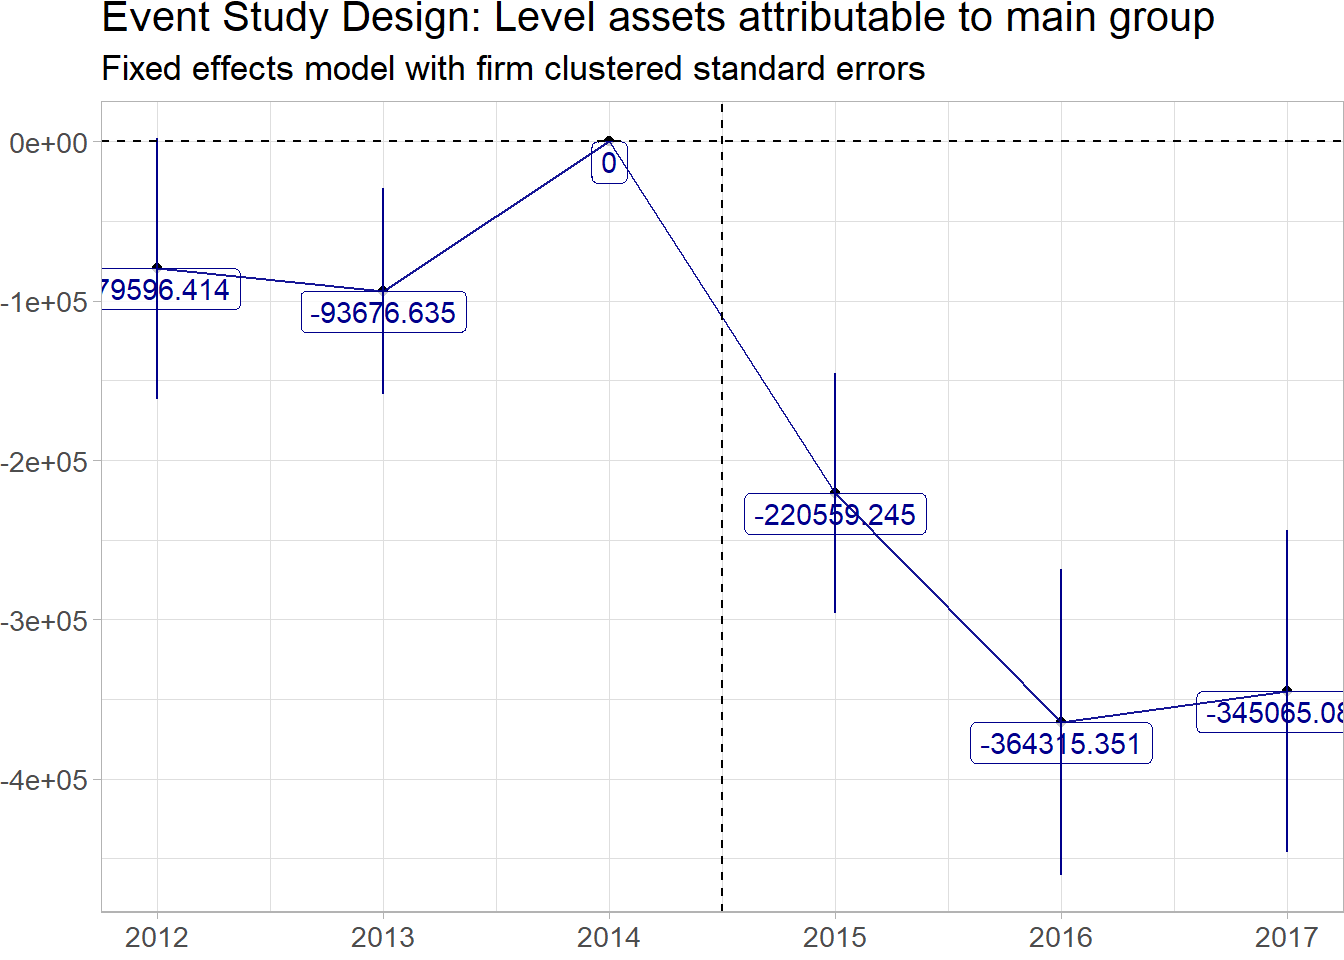 Event Study Design: Level assets attributable to main group
Fixed effects model with firm clustered standard errors
0e+00
-1e+05
-2e+05
-3e+05
-4e+05
79596.414
-93676.635
0
-220559.245
-364315.351
-345065.08
2012 2013 2014 2015 2016 2017